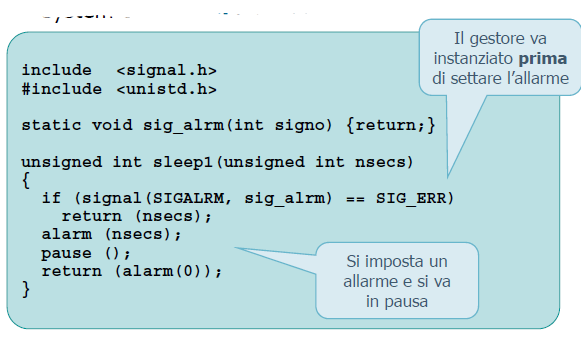 Il gestore va
instanziato prima
di settare l'allarme
include <signal.h>
#include <unistd.h>
static void sig_alrm(int signo) {return;}
unsigned int sleep1(unsigned int nsecs)
{
if (signal(SIGALRM, sig_alrm) == SIG_ERR)
return (nsecs);
alarm (nsecs);
pause ();
return (alarm(0));
}
Si imposta un
allarme e si va
in pausa